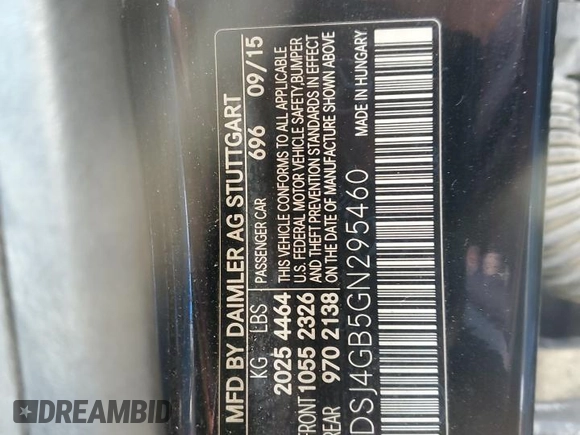 MFD BY DAIMLER AG STUTTGART
KG LBS PASSENGER CAR 696 09/15
2025 4464 THIS VEHICLE CONFORMS TO ALL APPLICABLE
U.S. FEDERAL MOTOR VEHICLE SAFETY, BUMPER
FRONT 1055 2326 AND THEFT PREVENTION STANDARDS IN EFFECT
REAR 970 2138 ON THE DATE OF MANUFACTURE SHOWN ABOVE
DSJ4GB5GN295460 MADE IN HUNGARY
DREAMBID